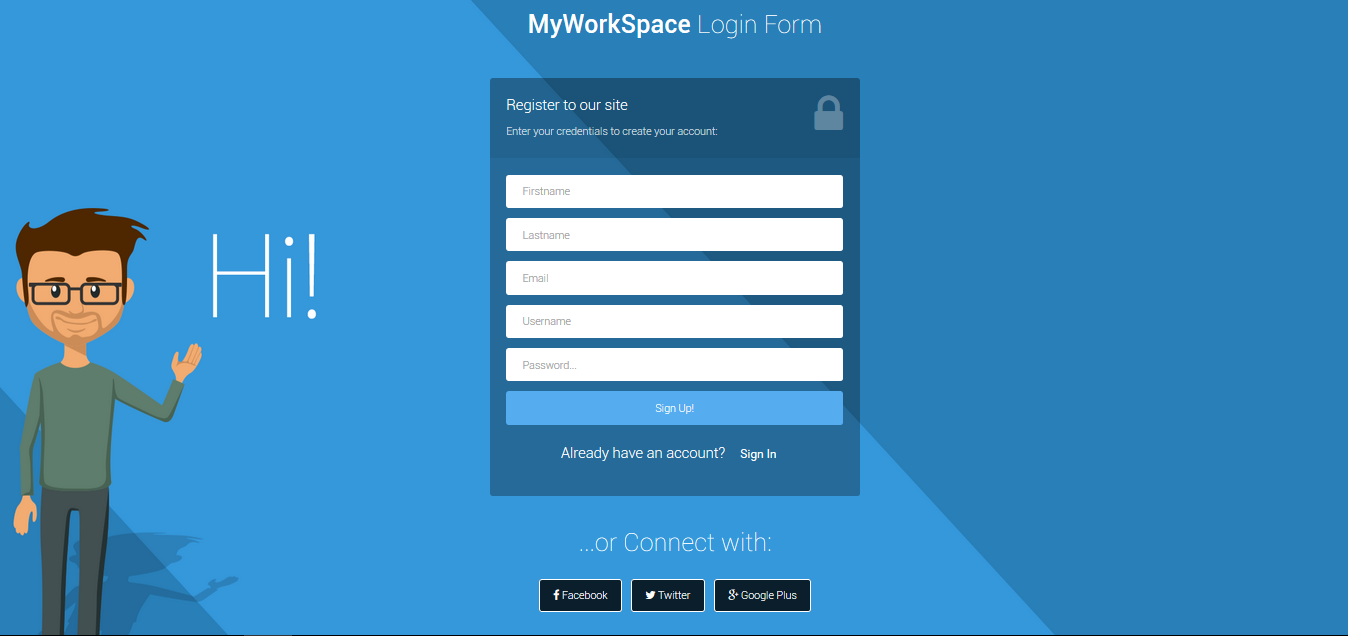 MyWorkSpace Login Form
Register to our site
Enter your credentials to create your account:
Firstname
Hi!
Lastname
Email
Username
Password...
Sign Up!
Already have an account? Sign In
...or Connect with:
Facebook Twitter Google Plus